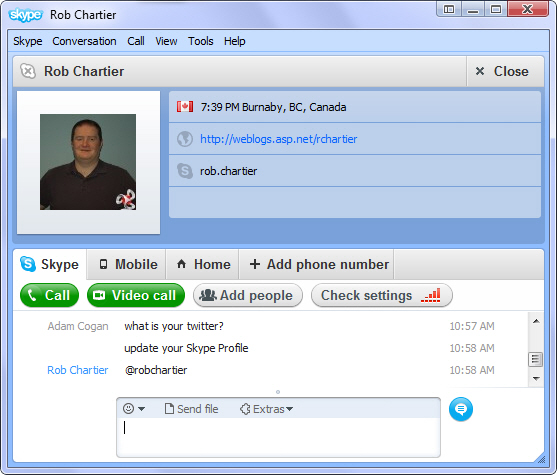 skype Rob Chartier
Skype Conversation Call View Tools Help
Rob Chartier × Close
7:39 PM Burnaby, BC, Canada
http://weblogs.asp.net/rchartier
rob.chartier
Skype Mobile Home + Add phone number
Call Video call Add people Check settings
Adam Cogan what is your twitter? 10:57 AM
update your Skype Profile 10:58 AM
Rob Chartier @robchartier 10:58 AM
Send file Extras